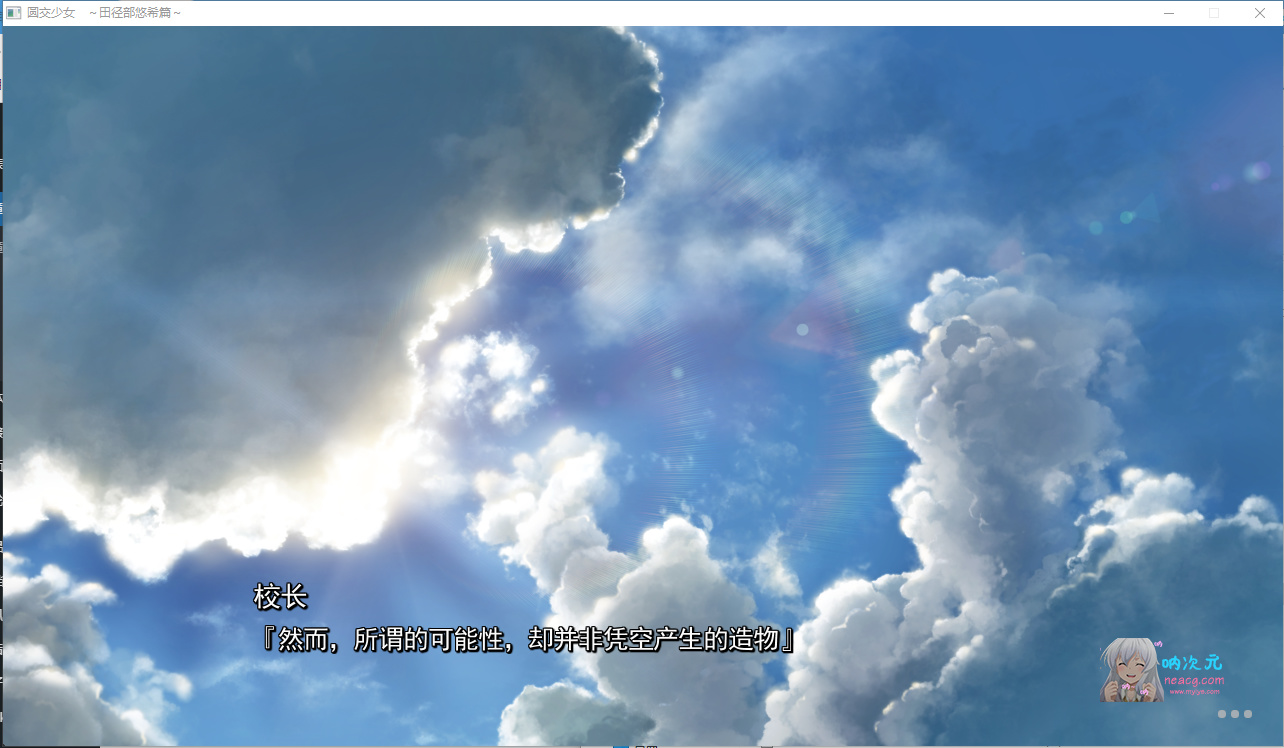 圆交少女　～田径部悠希篇～
校长
『然而，所谓的可能性，却并非凭空产生的造物』
呐次元
neacg.com
www.myiys.com